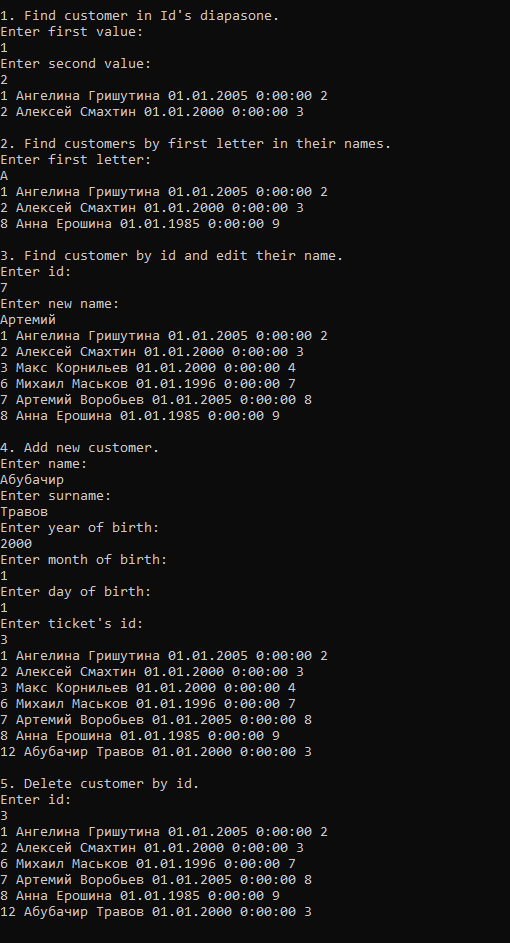 1. Find customer in Id's diapasone.
Enter first value:
1
Enter second value:
2
1 Ангелина Гришутина 01.01.2005 0:00:00 2
2 Алексей Смахтин 01.01.2000 0:00:00 3
2. Find customers by first letter in their names.
Enter first letter:
А
1 Ангелина Гришутина 01.01.2005 0:00:00 2
2 Алексей Смахтин 01.01.2000 0:00:00 3
8 Анна Ерошина 01.01.1985 0:00:00 9
3. Find customer by id and edit their name.
Enter id:
7
Enter new name:
Артемий
1 Ангелина Гришутина 01.01.2005 0:00:00 2
2 Алексей Смахтин 01.01.2000 0:00:00 3
3 Макс Корнильев 01.01.2000 0:00:00 4
6 Михаил Маськов 01.01.1996 0:00:00 7
7 Артемий Воробьев 01.01.2005 0:00:00 8
8 Анна Ерошина 01.01.1985 0:00:00 9
4. Add new customer.
Enter name:
Абубачир
Enter surname:
Травов
Enter year of birth:
2000
Enter month of birth:
1
Enter day of birth:
1
Enter ticket's id:
3
1 Ангелина Гришутина 01.01.2005 0:00:00 2
2 Алексей Смахтин 01.01.2000 0:00:00 3
3 Макс Корнильев 01.01.2000 0:00:00 4
6 Михаил Маськов 01.01.1996 0:00:00 7
7 Артемий Воробьев 01.01.2005 0:00:00 8
8 Анна Ерошина 01.01.1985 0:00:00 9
12 Абубачир Травов 01.01.2000 0:00:00 3
5. Delete customer by id.
Enter id:
3
1 Ангелина Гришутина 01.01.2005 0:00:00 2
2 Алексей Смахтин 01.01.2000 0:00:00 3
6 Михаил Маськов 01.01.1996 0:00:00 7
7 Артемий Воробьев 01.01.2005 0:00:00 8
8 Анна Ерошина 01.01.1985 0:00:00 9
12 Абубачир Травов 01.01.2000 0:00:00 3